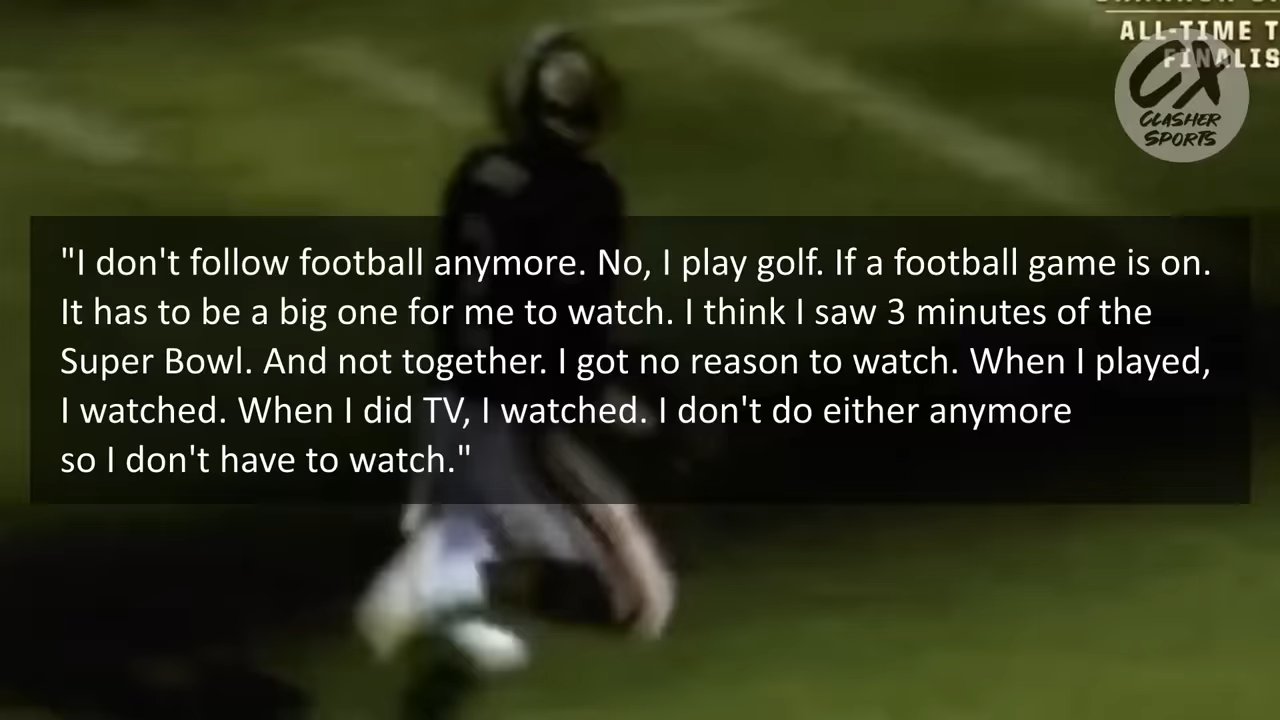 ALL-TIME T
FINALIS
CX
CLASHER
SPORTS
"I don't follow football anymore. No, I play golf. If a football game is on.
It has to be a big one for me to watch. I think I saw 3 minutes of the
Super Bowl. And not together. I got no reason to watch. When I played,
I watched. When I did TV, I watched. I don't do either anymore
so I don't have to watch."